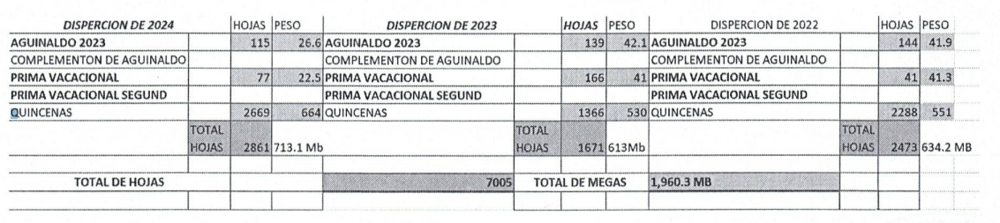 DISPERCION DE 2024 HOJAS PESO DISPERCION DE 2023 HOJAS PESO DISPERCION DE 2022 HOJAS PESO
AGUINALDO 2023 115 26.6 AGUINALDO 2023 139 42.1 AGUINALDO 2023 144 41.9
COMPLEMENTON DE AGUINALDO COMPLEMENTON DE AGUINALDO COMPLEMENTON DE AGUINALDO
PRIMA VACACIONAL 77 22.5 PRIMA VACACIONAL 166 41 PRIMA VACACIONAL 41 41.3
PRIMA VACACIONAL SEGUND PRIMA VACACIONAL SEGUND PRIMA VACACIONAL SEGUND
QUINCENAS 2669 664 QUINCENAS 1366 530 QUINCENAS 2288 551
TOTAL TOTAL TOTAL
HOJAS 2861 713.1 Mb HOJAS 1671 613Mb HOJAS 2473 634.2 MB
TOTAL DE HOJAS 7005 TOTAL DE MEGAS 1,960.3 MB